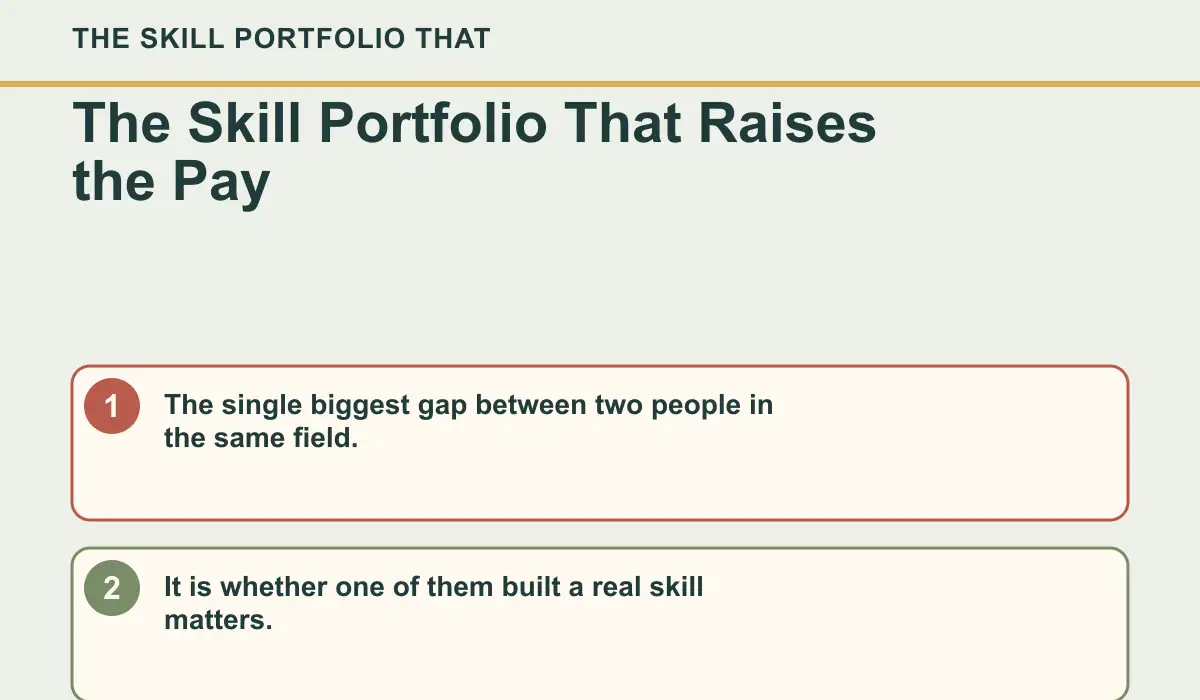 THE SKILL PORTFOLIO THAT
The Skill Portfolio That Raises
the Pay
1
The single biggest gap between two people in
the same field.
2
It is whether one of them built a real skill
matters.